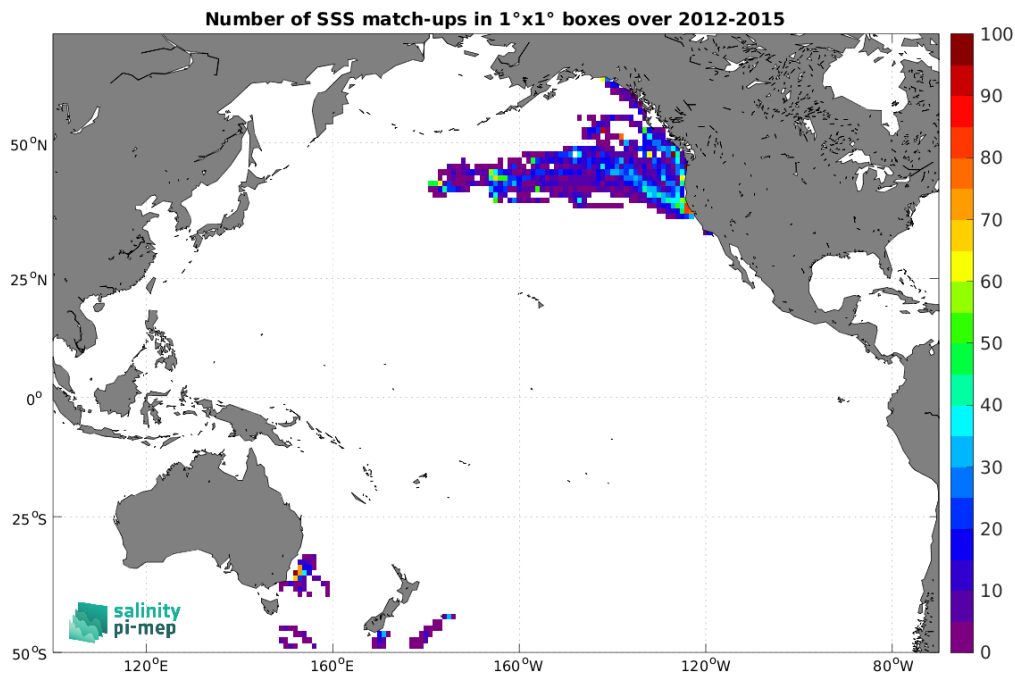 Number of SSS match-ups in 1°x1° boxes over 2012-2015
50°N
25°N
0°
25°S
50°S
120°E
160°E
160°W
120°W
80°W
100
90
80
70
60
50
40
30
20
10
0
salinity
pi-mep